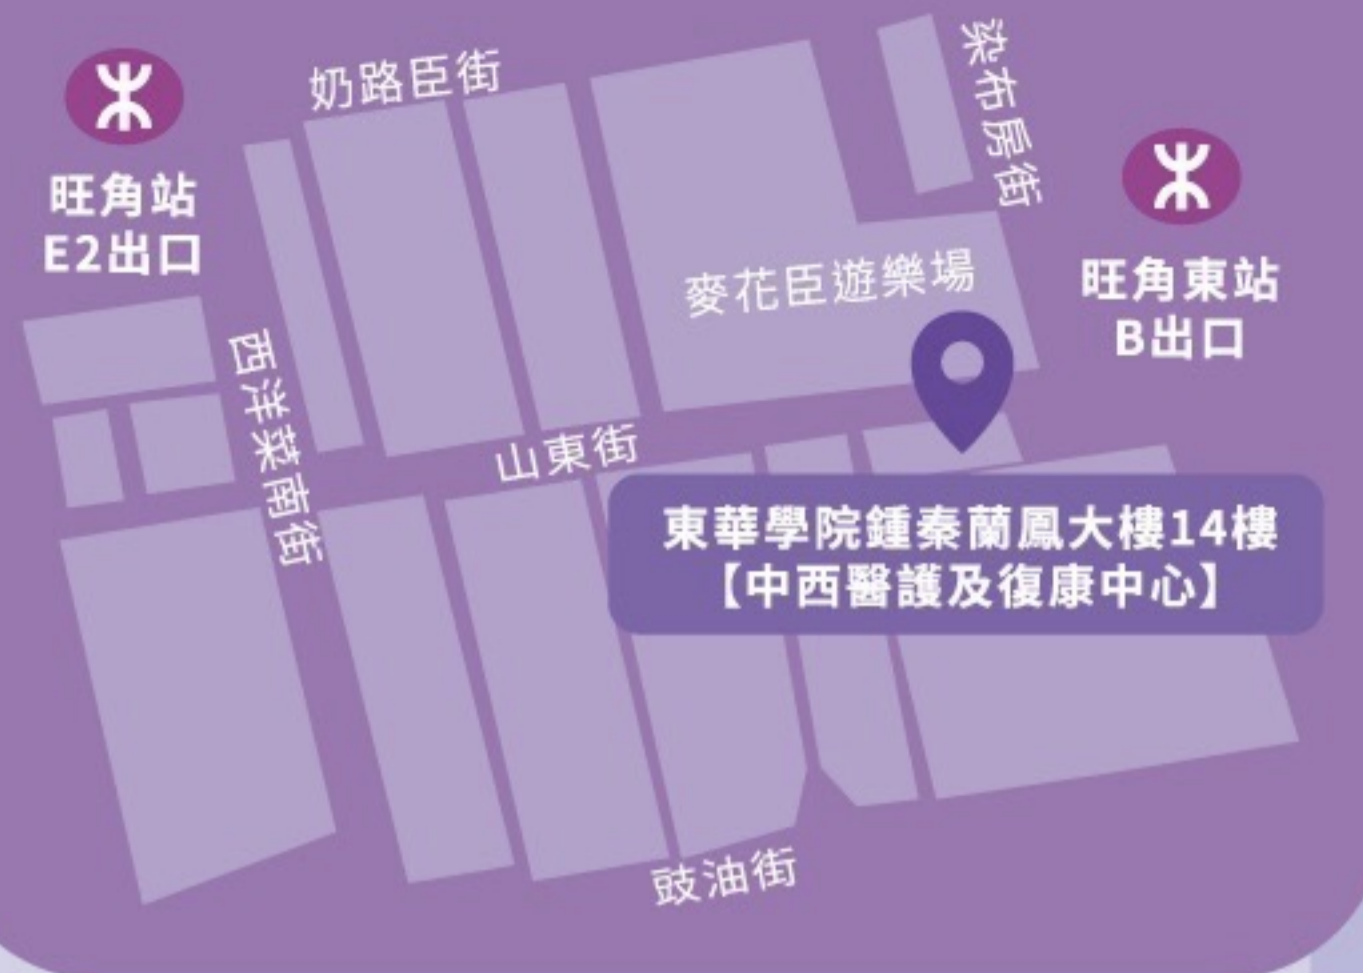 奶路臣街
染布房街
旺角站
E2出口
旺角東站
B出口
麥花臣遊樂場
西洋菜南街
山東街
東華學院鍾秦蘭鳳大樓14樓
【中西醫護及復康中心】
豉油街